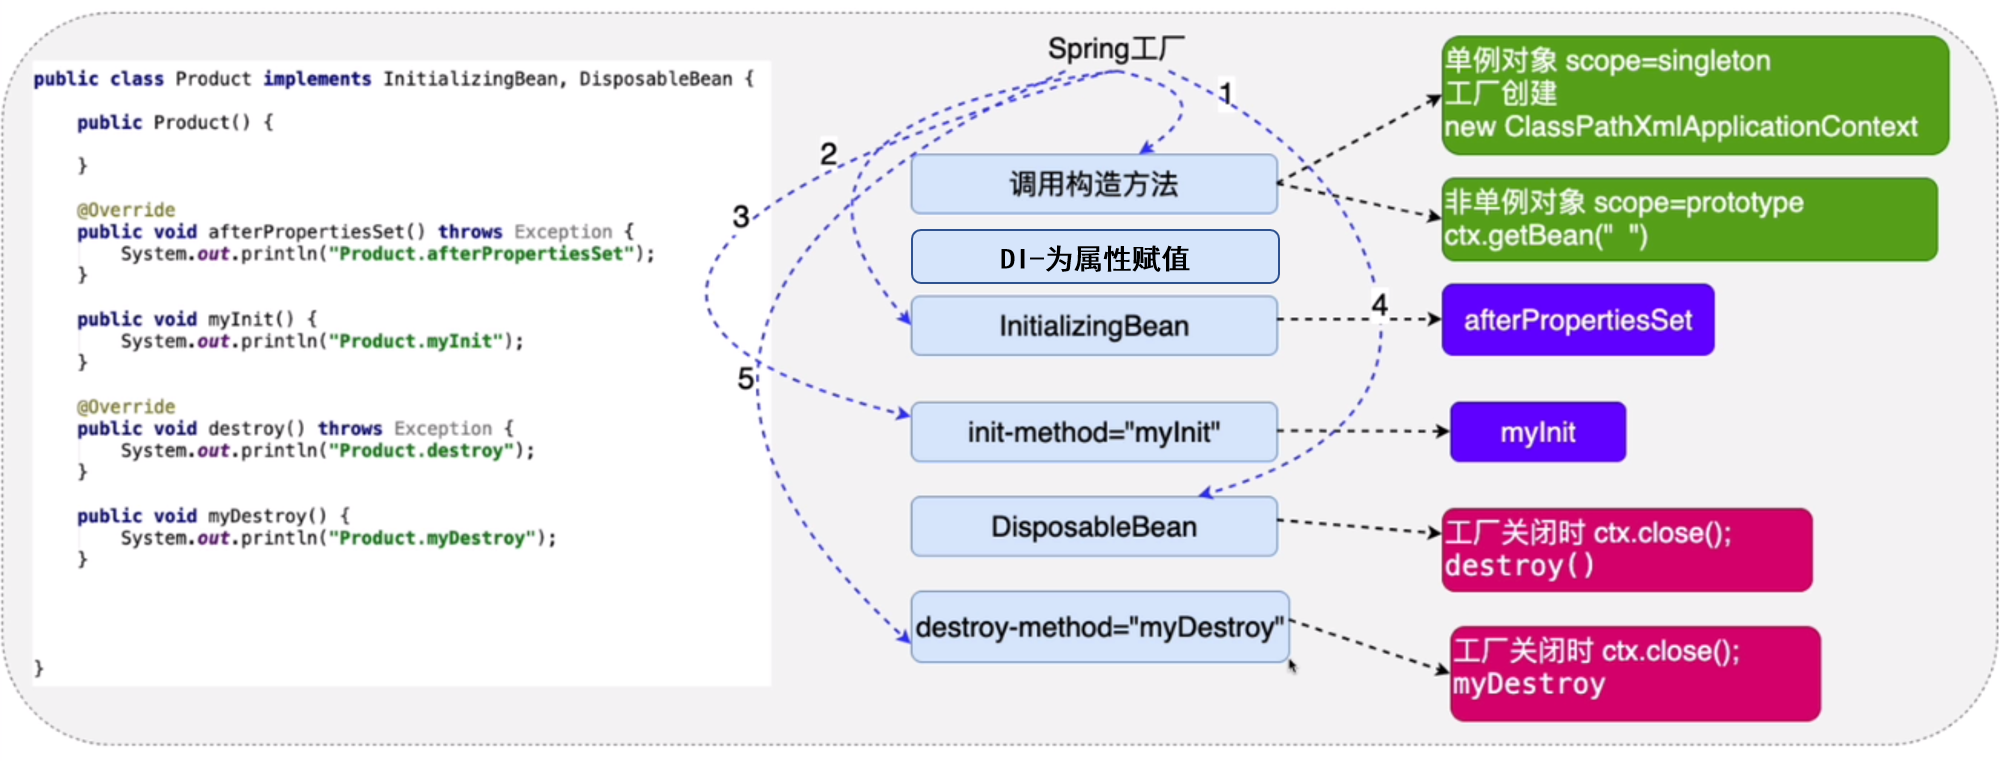 public class Product implements InitializingBean, DisposableBean {
public Product() {
}
@Override
public void afterPropertiesSet() throws Exception {
System.out.println("Product.afterPropertiesSet");
}
public void myInit() {
System.out.println("Product.myInit");
}
@Override
public void destroy() throws Exception {
System.out.println("Product.destroy");
}
public void myDestroy() {
System.out.println("Product.myDestroy");
}
}
Spring工厂
1
2
3
4
5
调用构造方法
DI-为属性赋值
InitializingBean
init-method="myInit"
DisposableBean
destroy-method="myDestroy"
单例对象 scope=singleton
工厂创建
new ClassPathXmlApplicationContext
非单例对象 scope=prototype
ctx.getBean(" ")
afterPropertiesSet
myInit
工厂关闭时 ctx.close();
destroy()
工厂关闭时 ctx.close();
myDestroy